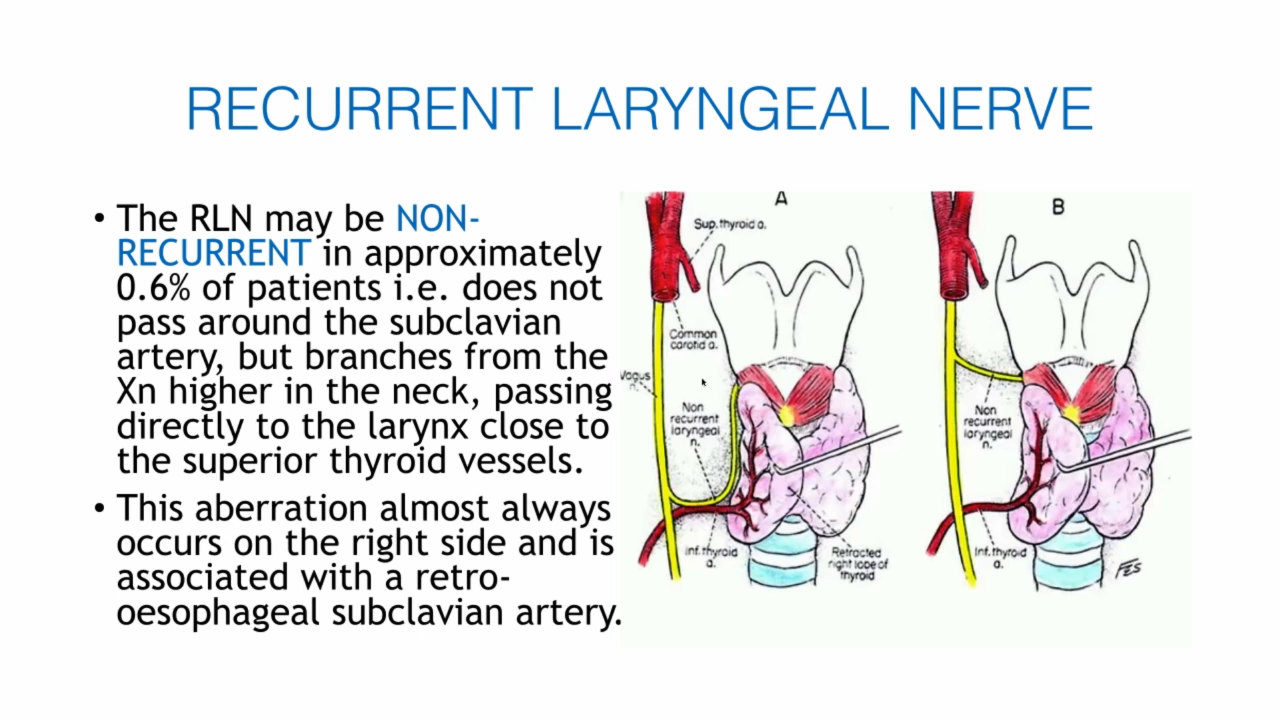 RECURRENT LARYNGEAL NERVE
• The RLN may be NON-
RECURRENT in approximately
0.6% of patients i.e. does not
pass around the subclavian
artery, but branches from the
Xn higher in the neck, passing
directly to the larynx close to
the superior thyroid vessels.
• This aberration almost always
occurs on the right side and is
associated with a retro-
oesophageal subclavian artery.
A
Sup. thyroid a.
Common
carotid a.
Vagus
n.
Non
recurrent
laryngeal
n.
Inf. thyroid
a.
Retracted
right lobe of
thyroid
B
Non
recurrent
laryngeal
n.
Inf. thyroid
a.
FES